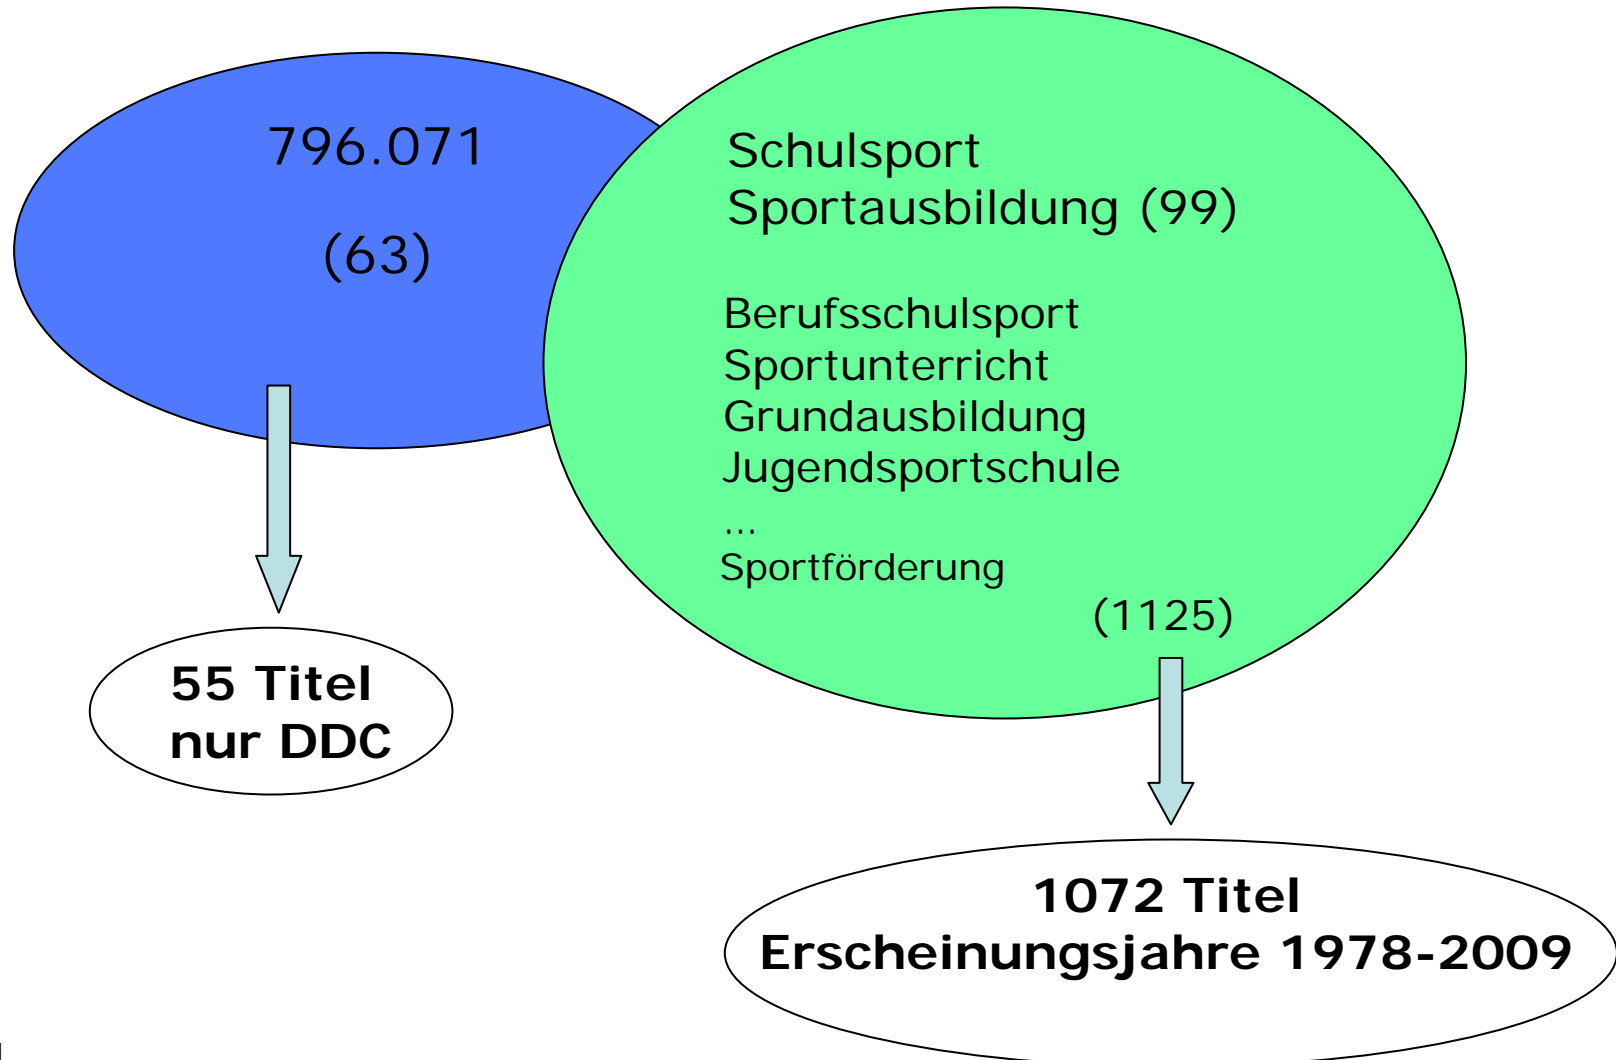 796.071
(63)
Schulsport
Sportausbildung (99)
Berufsschulsport
Sportunterricht
Grundausbildung
Jugendsportschule
...
Sportförderung
(1125)
55 Titel
nur DDC
1072 Titel
Erscheinungsjahre 1978-2009